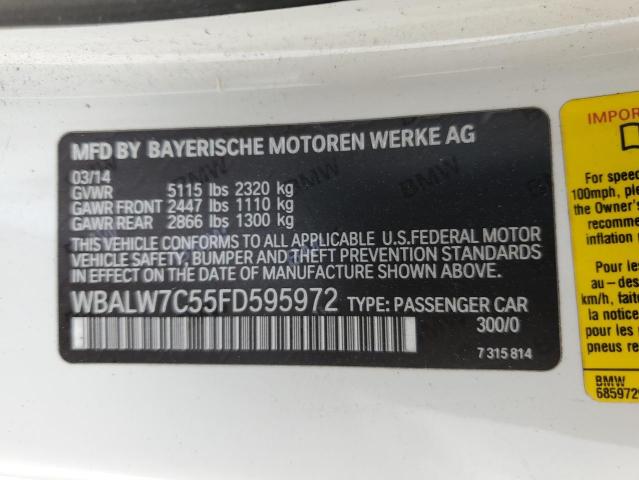 MFD BY BAYERISCHE MOTOREN WERKE AG
03/14
GVWR 5115 lbs 2320 kg
GAWR FRONT 2447 lbs 1110 kg
GAWR REAR 2866 lbs 1300 kg
THIS VEHICLE CONFORMS TO ALL APPLICABLE U.S.FEDERAL MOTOR
VEHICLE SAFETY, BUMPER AND THEFT PREVENTION STANDARDS
IN EFFECT ON THE DATE OF MANUFACTURE SHOWN ABOVE.
WBALW7C55FD595972 TYPE: PASSENGER CAR
300/0
7 315 814
IMPOR
For speed
100mph, ple
the Owner's
recomme
inflation
Pour les
au-dessus
km/h, faite
la notice
pour les
pneus re
BMW
685972